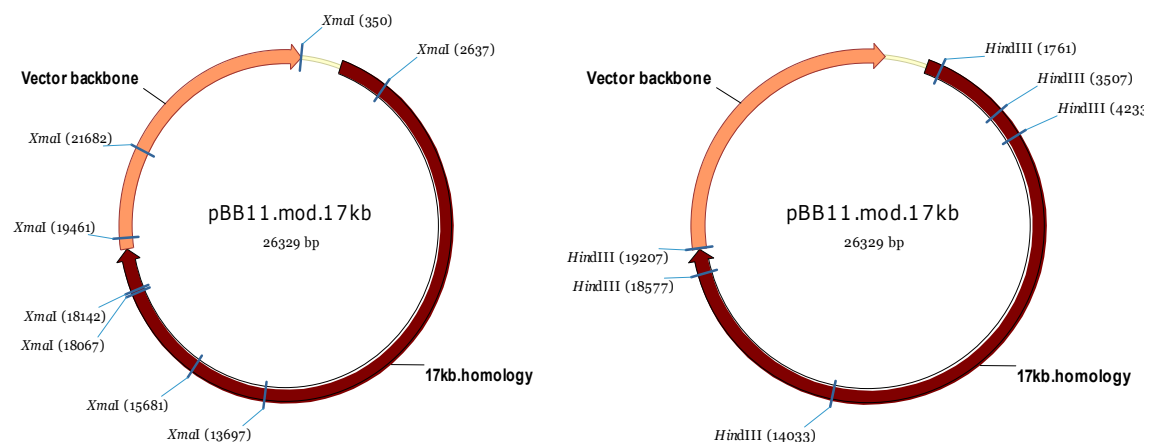 XmaI (350)
XmaI (2637)
Vector backbone
XmaI (21682)
pBB11.mod.17kb
26329 bp
XmaI (19461)
XmaI (18142)
XmaI (18067)
17kb.homology
XmaI (15681)
XmaI (13697)
HindIII (1761)
HindIII (3507)
Vector backbone
HindIII (4233
pBB11.mod.17kb
26329 bp
HindIII (19207)
HindIII (18577)
17kb.homology
HindIII (14033)